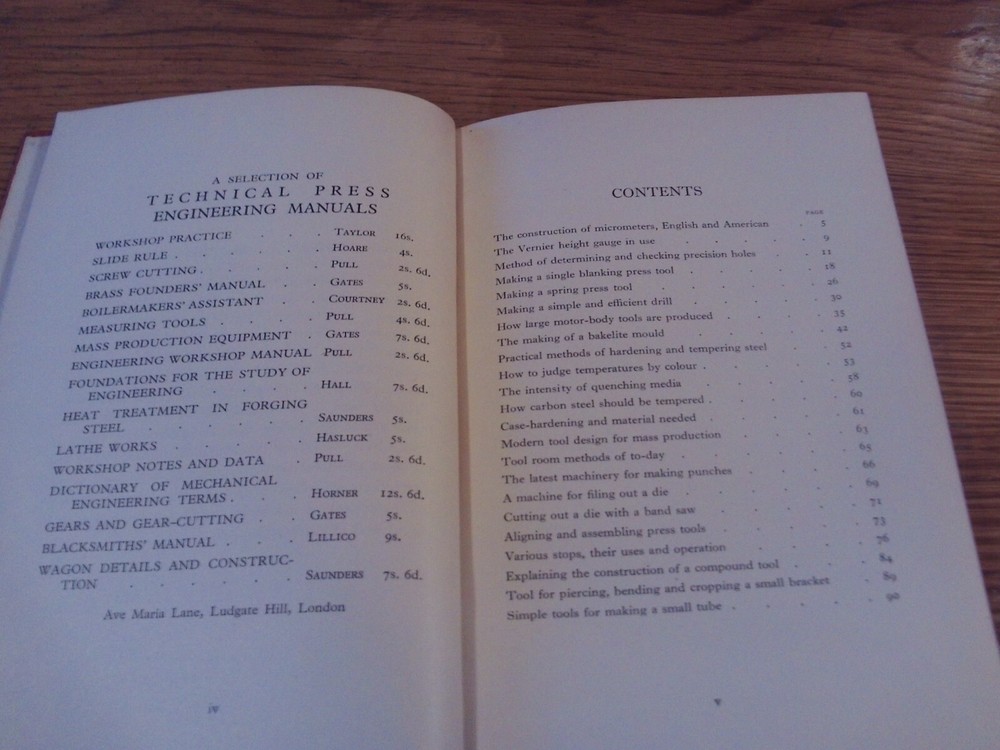 A SELECTION OF
TECHNICAL PRESS
ENGINEERING MANUALS
WORKSHOP PRACTICE . . . TAYLOR 16s.
SLIDE RULE . . . . . HOARE 4s.
SCREW CUTTING . . . . PULL 2s. 6d.
BRASS FOUNDERS' MANUAL . GATES 5s.
BOILERMAKERS' ASSISTANT . . COURTNEY 2s. 6d.
MEASURING TOOLS . . . . PULL 4s. 6d.
MASS PRODUCTION EQUIPMENT . GATES 7s. 6d.
ENGINEERING WORKSHOP MANUAL PULL 2s. 6d.
FOUNDATIONS FOR THE STUDY OF
ENGINEERING . . . . HALL 7s. 6d.
HEAT TREATMENT IN FORGING
STEEL . . . . . . SAUNDERS 5s.
LATHE WORKS . . . . . HASLUCK 5s.
WORKSHOP NOTES AND DATA . PULL 2s. 6d.
DICTIONARY OF MECHANICAL
ENGINEERING TERMS . . . HORNER 12s. 6d.
GEARS AND GEAR-CUTTING . . GATES 5s.
BLACKSMITHS' MANUAL . . . LILLICO 9s.
WAGON DETAILS AND CONSTRUC-
TION . . . . . . SAUNDERS 7s. 6d.
Ave Maria Lane, Ludgate Hill, London
iv
CONTENTS
PAGE
The construction of micrometers, English and American . 5
The Vernier height gauge in use . . . . . 9
Method of determining and checking precision holes . . 11
Making a single blanking press tool . . . . 18
Making a spring press tool . . . . . 26
Making a simple and efficient drill . . . . 30
How large motor-body tools are produced . . . . 35
The making of a bakelite mould . . . . . 42
Practical methods of hardening and tempering steel . . 52
How to judge temperatures by colour . . . . 53
The intensity of quenching media . . . . 58
How carbon steel should be tempered . . . . 60
Case-hardening and material needed . . . . 61
Modern tool design for mass production . . . 63
Tool room methods of to-day . . . . . 65
The latest machinery for making punches . . . 66
A machine for filing out a die . . . . . 69
Cutting out a die with a band saw . . . . 71
Aligning and assembling press tools . . . . 73
Various stops, their uses and operation . . . . 76
Explaining the construction of a compound tool . . . 84
Tool for piercing, bending and cropping a small bracket . 89
Simple tools for making a small tube . . . . 90
v